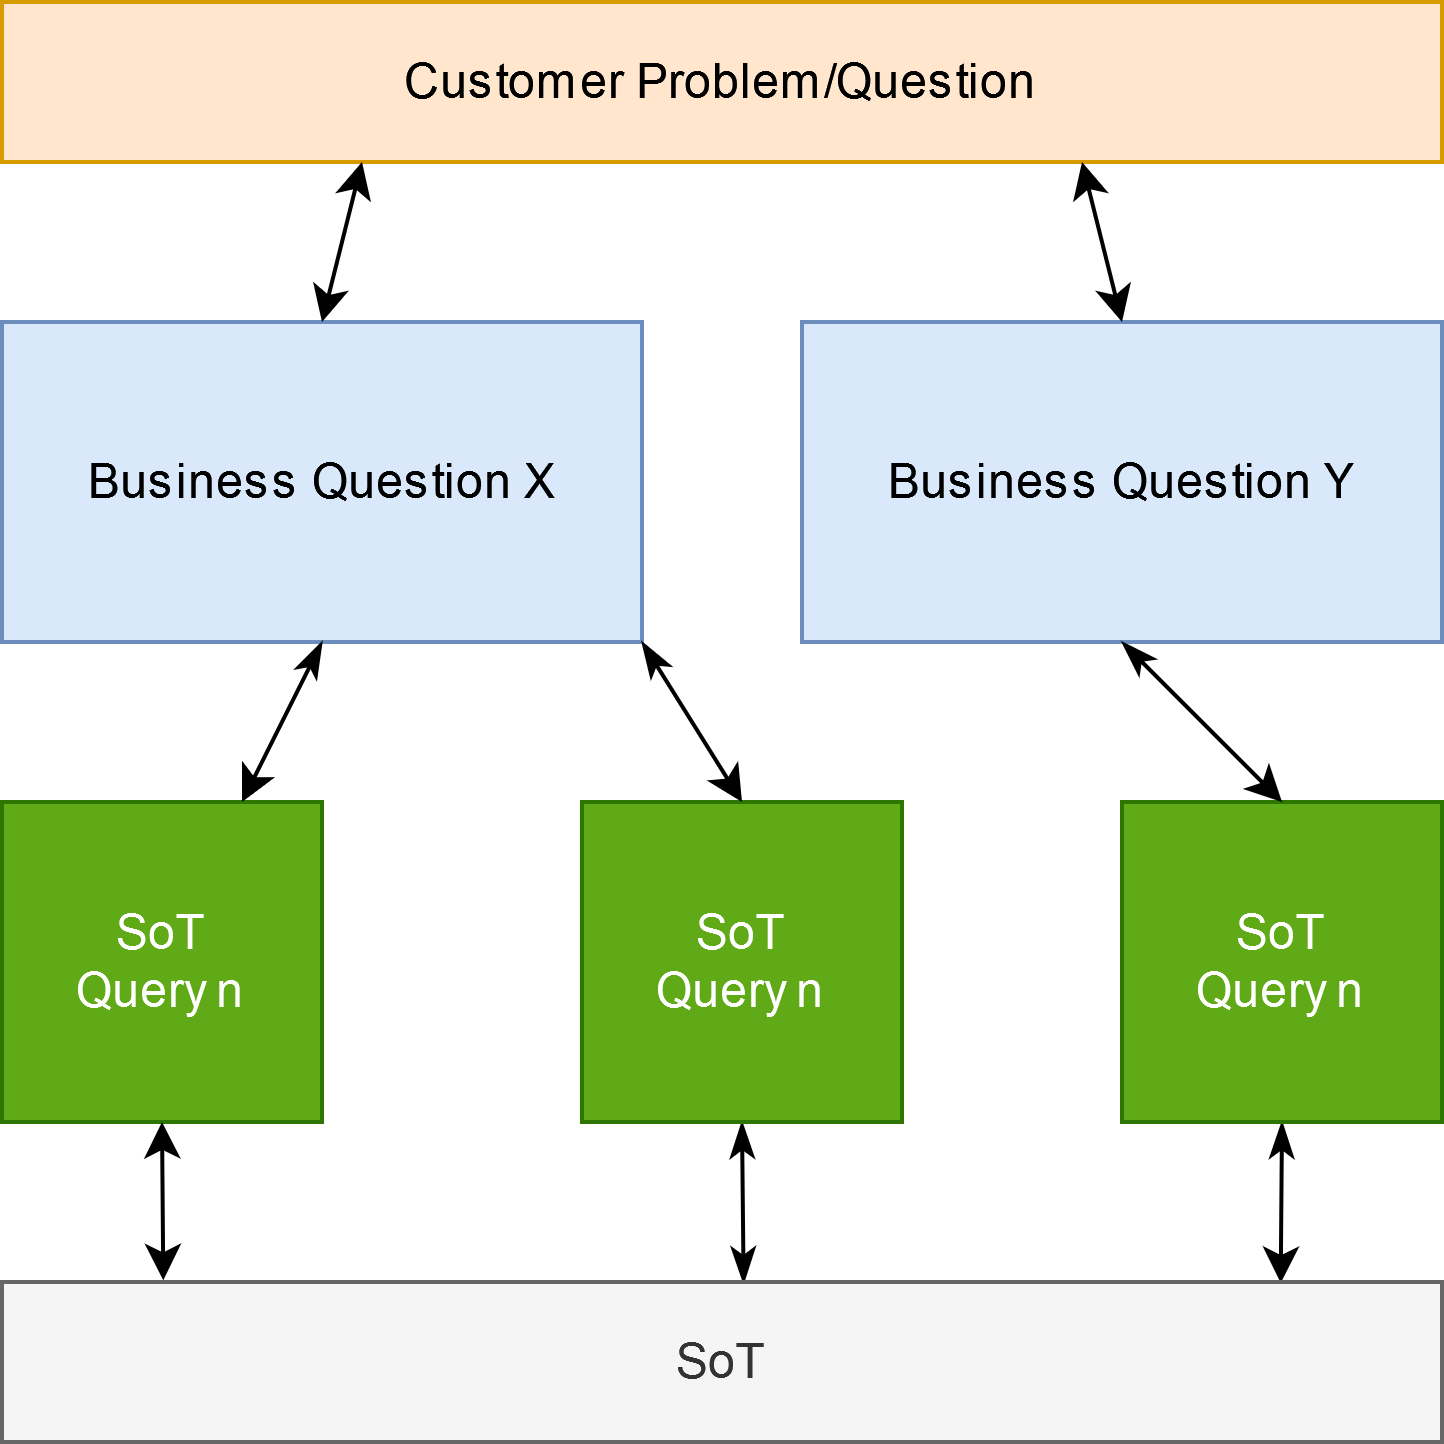 Customer Problem/Question
Business Question X
Business Question Y
SoT
Query n
SoT
Query n
SoT
Query n
SoT